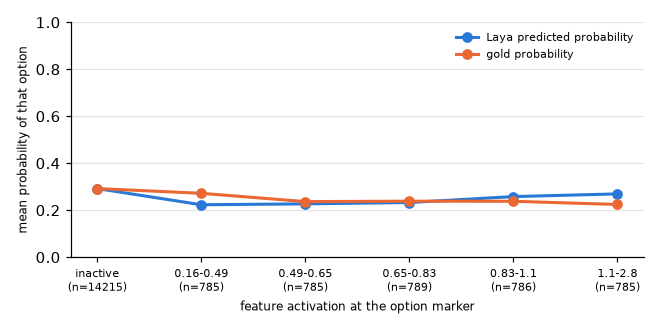 1.0
0.8
0.6
0.4
0.2
0.0
mean probability of that option
Laya predicted probability
gold probability
inactive
(n=14215)
0.16-0.49
(n=785)
0.49-0.65
(n=785)
0.65-0.83
(n=789)
0.83-1.1
(n=786)
1.1-2.8
(n=785)
feature activation at the option marker